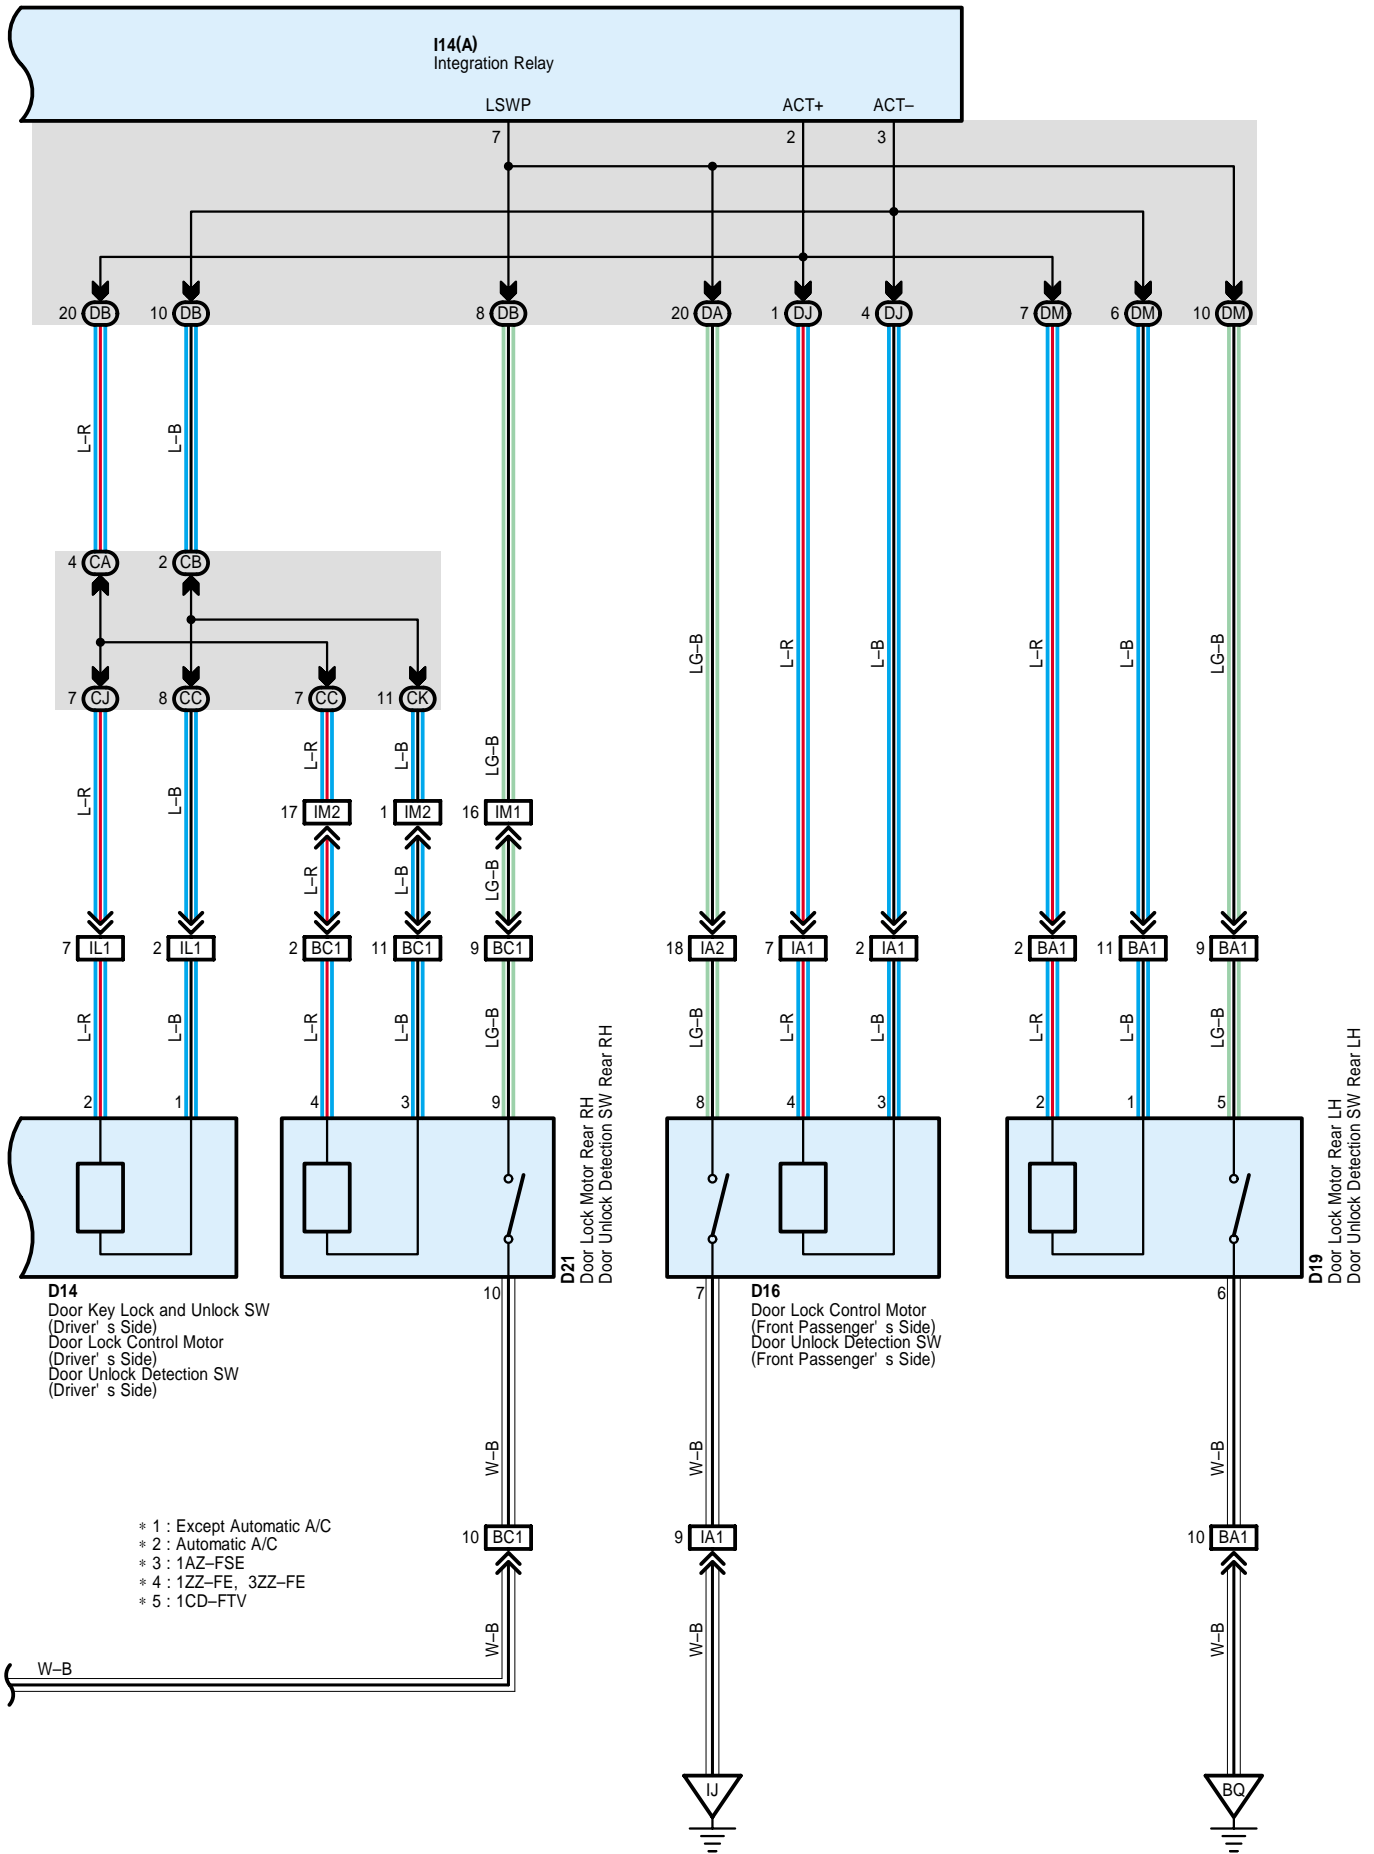 I14(A)
Integration Relay
LSWP ACT+ ACT–
7 2 3
20 DB 10 DB 8 DB 20 DA 1 DJ 4 DJ 7 DM 6 DM 10 DM
L–R L–B
4 CA 2 CB
LG–B L–R L–B L–R L–B LG–B
7 CJ 8 CC 7 CC 11 CK
L–R L–B L–R L–B LG–B
17 IM2 1 IM2 16 IM1
L–R L–B LG–B
7 IL1 2 IL1 2 BC1 11 BC1 9 BC1 18 IA2 7 IA1 2 IA1 2 BA1 11 BA1 9 BA1
L–R L–B L–R L–B LG–B LG–B L–R L–B L–R L–B LG–B
2 1 4 3 9 8 4 3 2 1 5
D21
Door Lock Motor Rear RH
Door Unlock Detection SW Rear RH
D19
Door Lock Motor Rear LH
Door Unlock Detection SW Rear LH
10 7 6
D14
Door Key Lock and Unlock SW
(Driver' s Side)
Door Lock Control Motor
(Driver' s Side)
Door Unlock Detection SW
(Driver' s Side)
D16
Door Lock Control Motor
(Front Passenger' s Side)
Door Unlock Detection SW
(Front Passenger' s Side)
W–B W–B W–B
∗ 1 : Except Automatic A/C
∗ 2 : Automatic A/C
∗ 3 : 1AZ–FSE
∗ 4 : 1ZZ–FE, 3ZZ–FE
∗ 5 : 1CD–FTV
10 BC1 9 IA1 10 BA1
W–B W–B W–B
W–B
IJ BQ